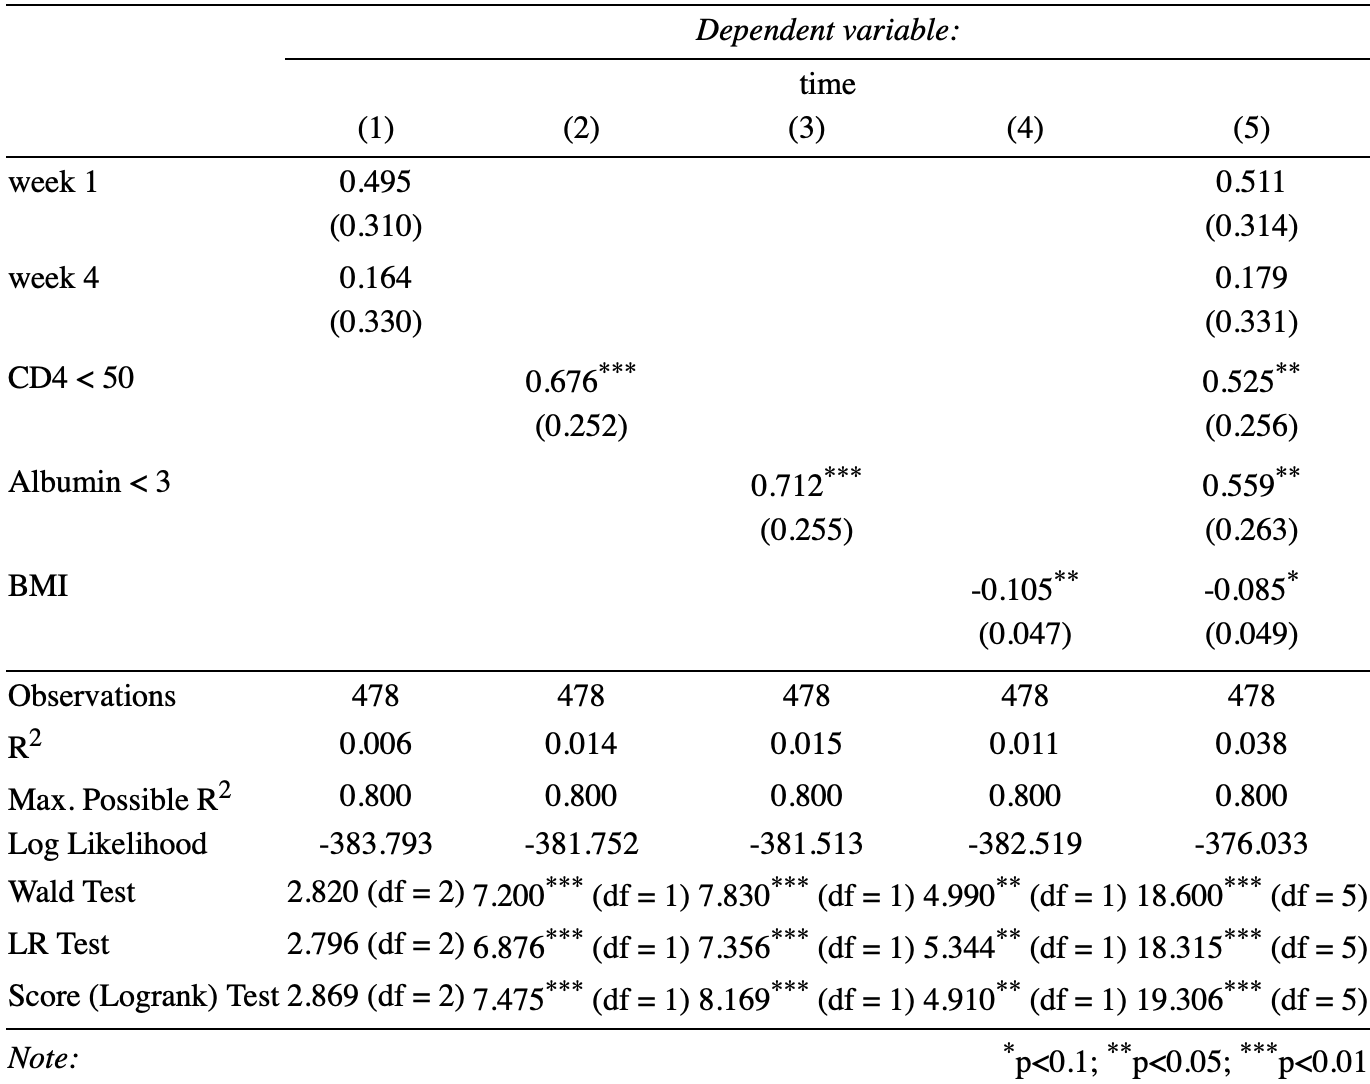 Dependent variable:
time
(1) (2) (3) (4) (5)
week 1 0.495 0.511
(0.310) (0.314)
week 4 0.164 0.179
(0.330) (0.331)
CD4 < 50 0.676*** 0.525**
(0.252) (0.256)
Albumin < 3 0.712*** 0.559**
(0.255) (0.263)
BMI -0.105** -0.085*
(0.047) (0.049)
Observations 478 478 478 478 478
R2 0.006 0.014 0.015 0.011 0.038
Max. Possible R2 0.800 0.800 0.800 0.800 0.800
Log Likelihood -383.793 -381.752 -381.513 -382.519 -376.033
Wald Test 2.820 (df = 2) 7.200*** (df = 1) 7.830*** (df = 1) 4.990** (df = 1) 18.600*** (df = 5)
LR Test 2.796 (df = 2) 6.876*** (df = 1) 7.356*** (df = 1) 5.344** (df = 1) 18.315*** (df = 5)
Score (Logrank) Test 2.869 (df = 2) 7.475*** (df = 1) 8.169*** (df = 1) 4.910** (df = 1) 19.306*** (df = 5)
Note: *p<0.1; **p<0.05; ***p<0.01